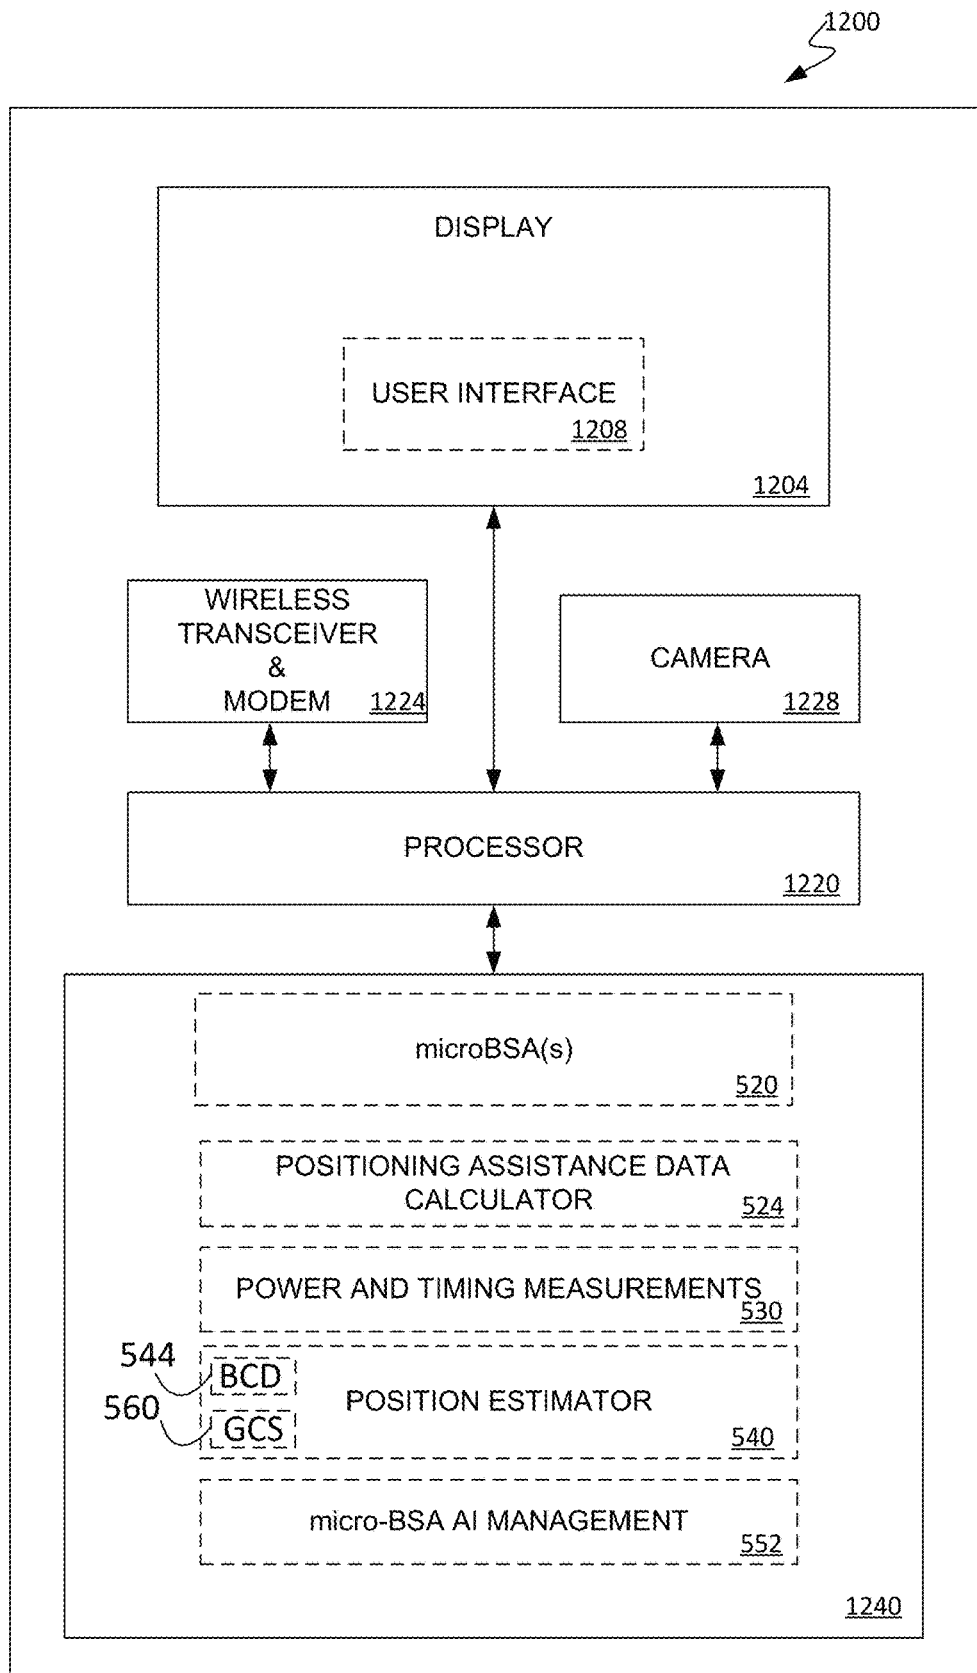 1200
DISPLAY
USER INTERFACE
1208
1204
WIRELESS
TRANSCEIVER
&
MODEM
1224
CAMERA
1228
PROCESSOR
1220
microBSA(s)
520
POSITIONING ASSISTANCE DATA
CALCULATOR
524
POWER AND TIMING MEASUREMENTS
530
544
BCD
560
GCS
POSITION ESTIMATOR
540
micro-BSA AI MANAGEMENT
552
1240